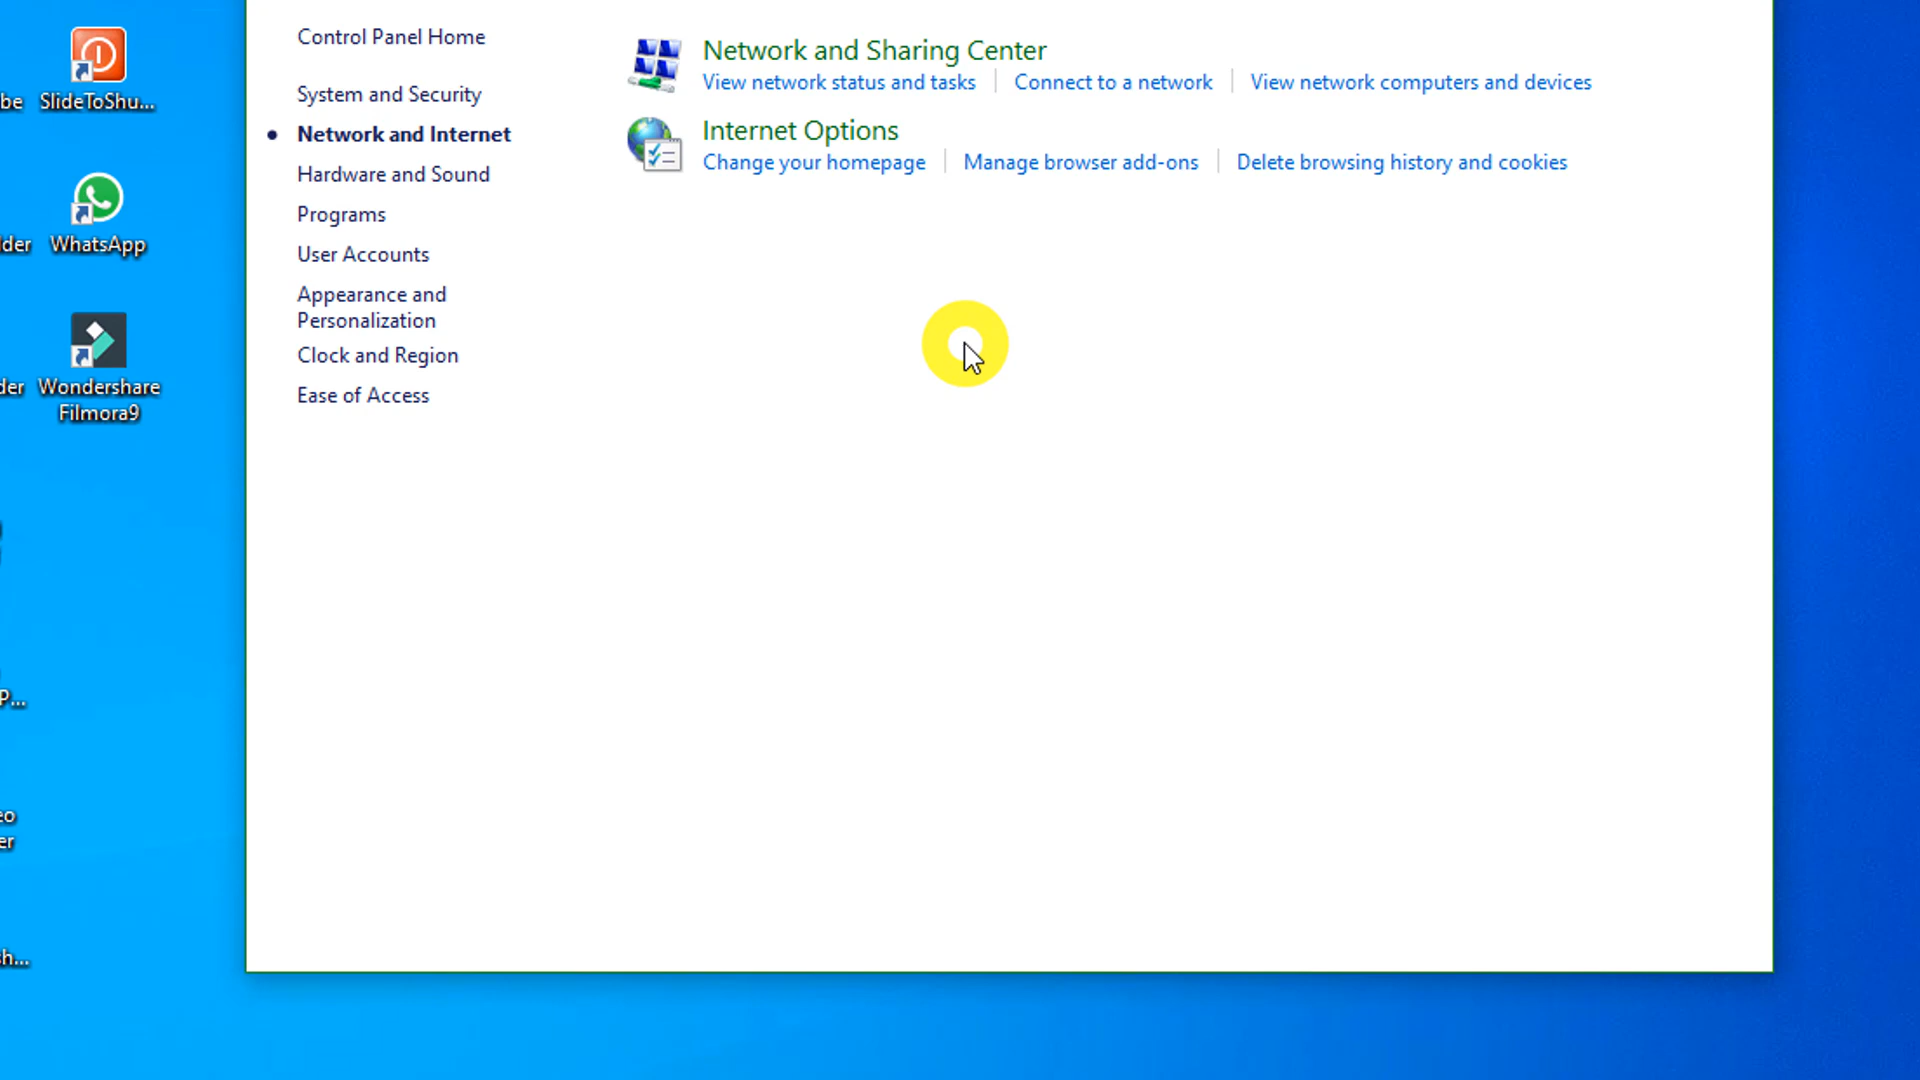 be
SlideToShu...
lder
WhatsApp
der
Wondershare
Filmora9
P...
eo
er
sh...
Control Panel Home
System and Security
Network and Internet
Hardware and Sound
Programs
User Accounts
Appearance and
Personalization
Clock and Region
Ease of Access
Network and Sharing Center
View network status and tasks
Connect to a network
View network computers and devices
Internet Options
Change your homepage
Manage browser add-ons
Delete browsing history and cookies